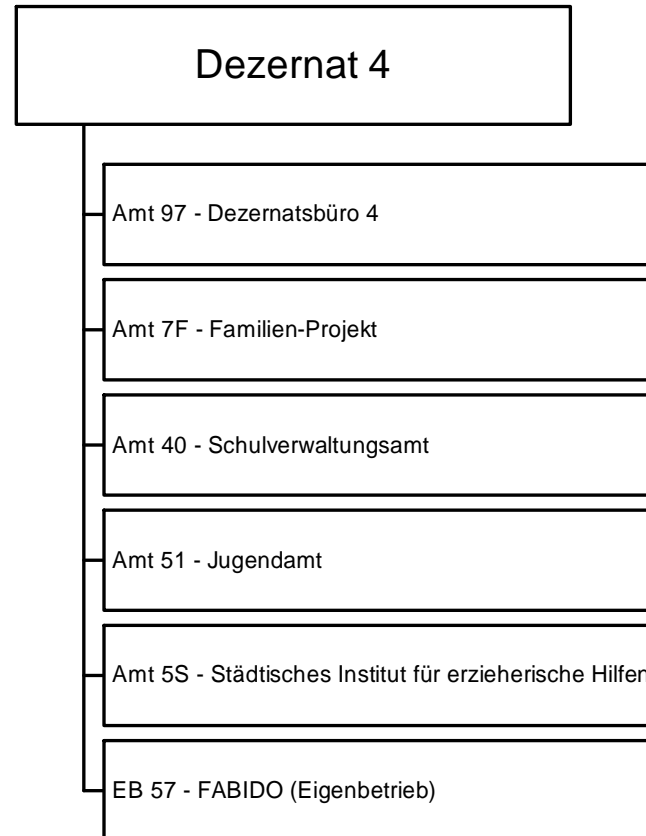 Dezernat 4
Amt 97 - Dezernatsbüro 4
Amt 7F - Familien-Projekt
Amt 40 - Schulverwaltungsamt
Amt 51 - Jugendamt
Amt 5S - Städtisches Institut für erzieherische Hilfen
EB 57 - FABIDO (Eigenbetrieb)